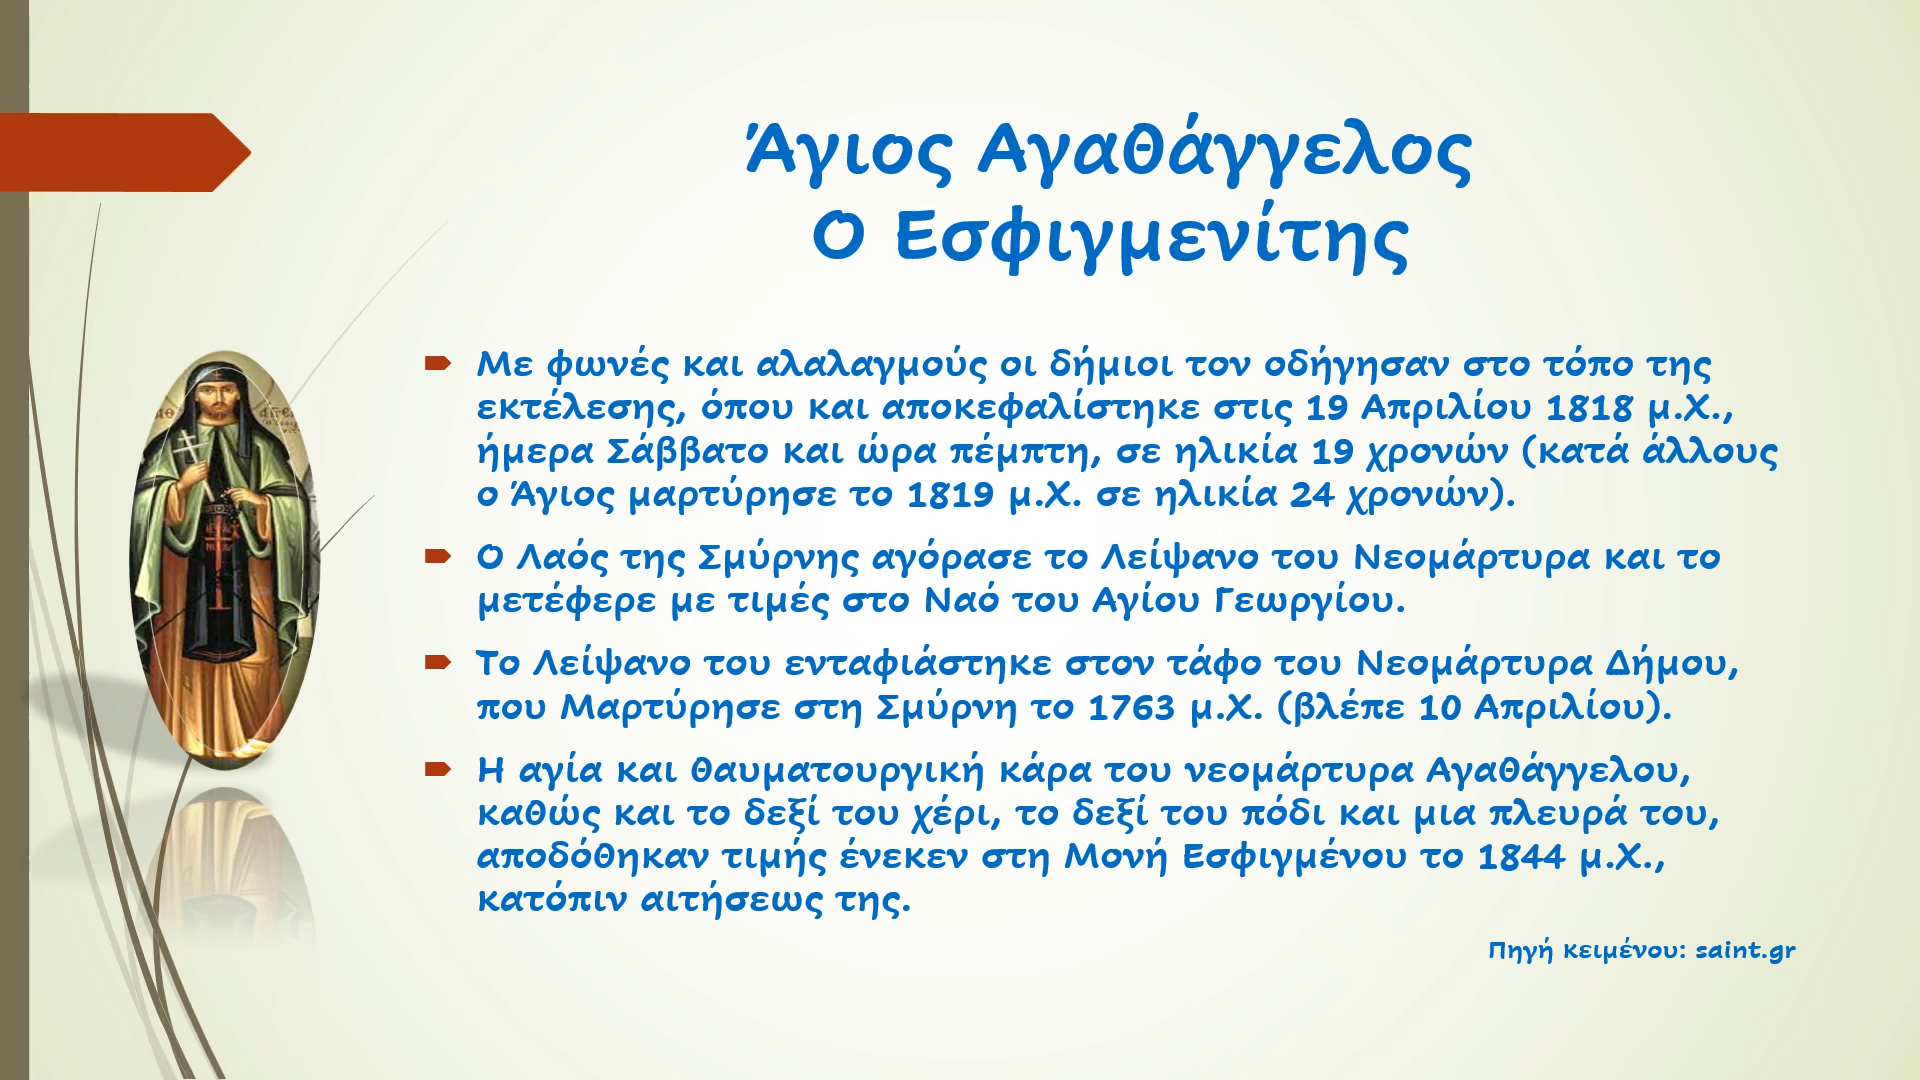 Άγιος Αγαθάγγελος
Ο Εσφιγμενίτης
Με φωνές και αλαλαγμούς οι δήμιοι τον οδήγησαν στο τόπο της
εκτέλεσης, όπου και αποκεφαλίστηκε στις 19 Απριλίου 1818 μ.Χ.,
ήμερα Σάββατο και ώρα πέμπτη, σε ηλικία 19 χρονών (κατά άλλους
ο Άγιος μαρτύρησε το 1819 μ.Χ. σε ηλικία 24 χρονών).
Ο Λαός της Σμύρνης αγόρασε το Λείψανο του Νεομάρτυρα και το
μετέφερε με τιμές στο Ναό του Αγίου Γεωργίου.
Το Λείψανο του ενταφιάστηκε στον τάφο του Νεομάρτυρα Δήμου,
που Μαρτύρησε στη Σμύρνη το 1763 μ.Χ. (βλέπε 10 Απριλίου).
Η αγία και θαυματουργική κάρα του νεομάρτυρα Αγαθάγγελου,
καθώς και το δεξί του χέρι, το δεξί του πόδι και μια πλευρά του,
αποδόθηκαν τιμής ένεκεν στη Μονή Εσφιγμένου το 1844 μ.Χ.,
κατόπιν αιτήσεως της.
Πηγή κειμένου: saint.gr